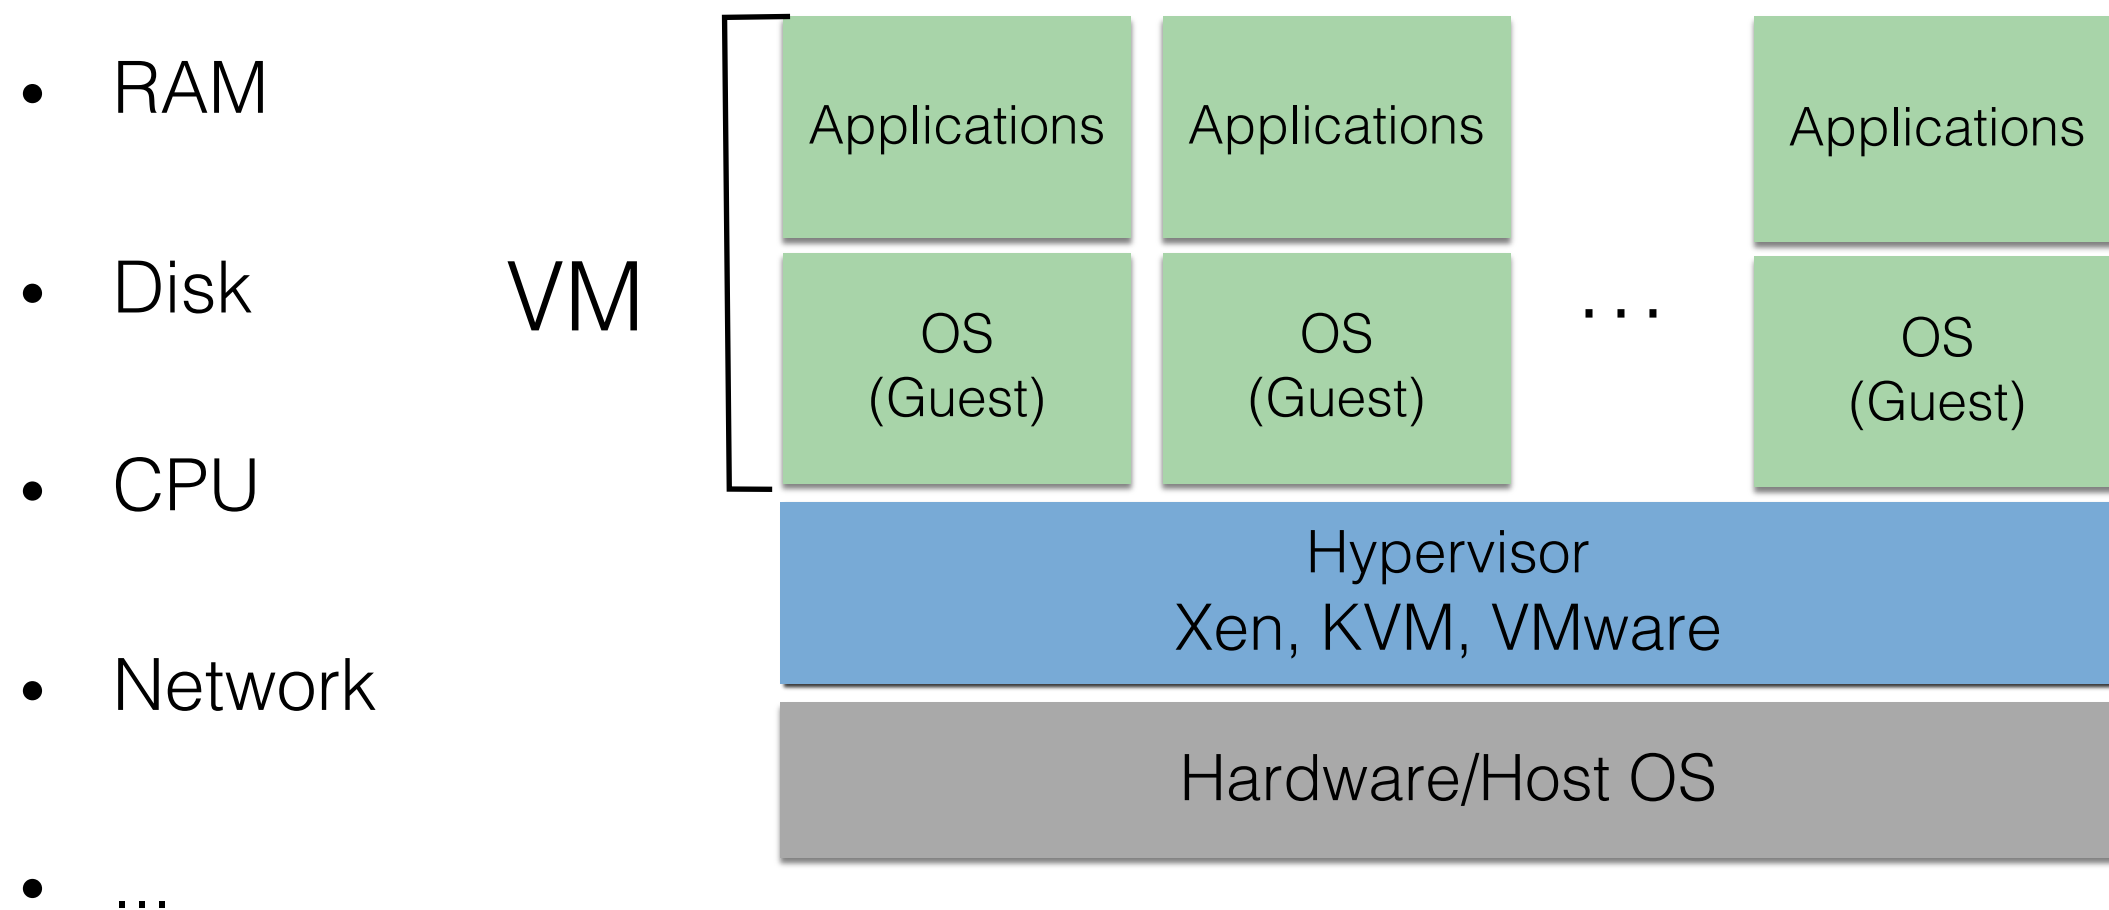 • RAM
• Disk
• CPU
• Network
• ...
VM
Applications
OS
(Guest)
Applications
OS
(Guest)
...
Applications
OS
(Guest)
Hypervisor
Xen, KVM, VMware
Hardware/Host OS